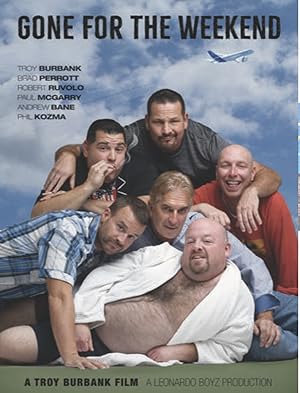 GONE FOR THE WEEKEND
TROY BURBANK
BRAD PERROTT
ROBERT RUVOLO
PAUL MCGARRY
ANDREW BANE
PHIL KOZMA
A TROY BURBANK FILM A LEONARDO BOYZ PRODUCTION